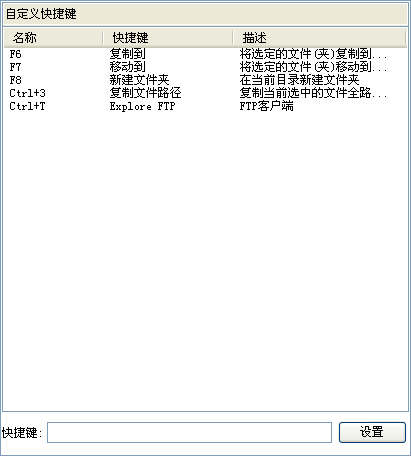 自定义快捷键
名称 快捷键 描述
F6 复制到 将选定的文件(夹)复制到...
F7 移动到 将选定的文件(夹)移动到...
F8 新建文件夹 在当前目录新建文件夹
Ctrl+3 复制文件路径 复制当前选中的文件全路...
Ctrl+T Explore FTP FTP客户端
快捷键: 设置